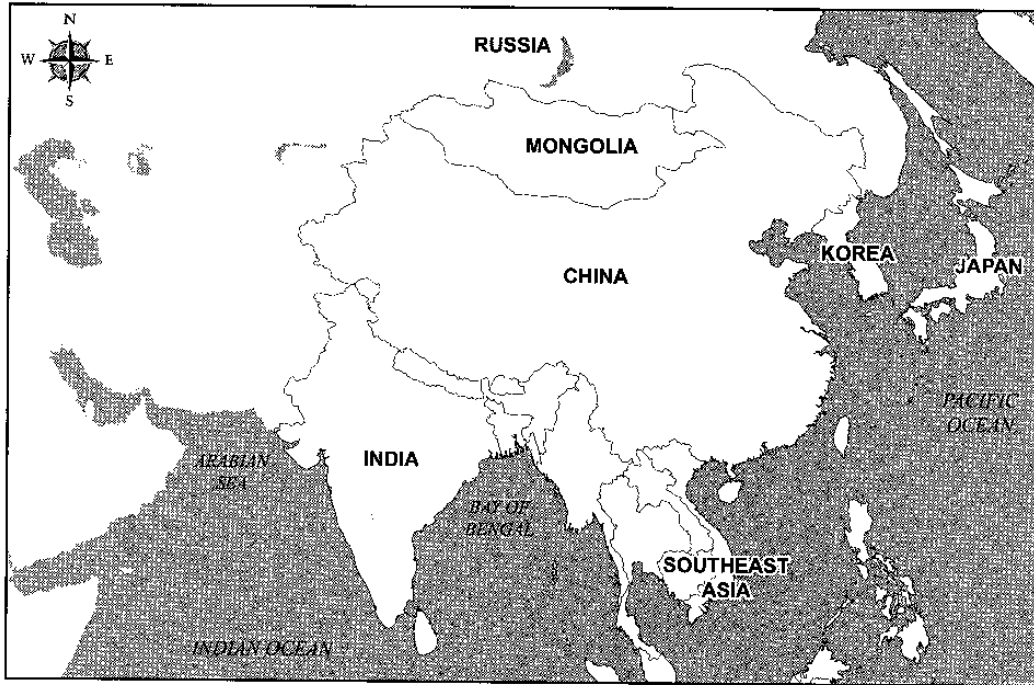 N
W E
S
RUSSIA
MONGOLIA
KOREA
JAPAN
CHINA
PACIFIC
OCEAN
ARABIAN
SEA
INDIA
BAY OF
BENGAL
SOUTHEAST
ASIA
INDIAN OCEAN